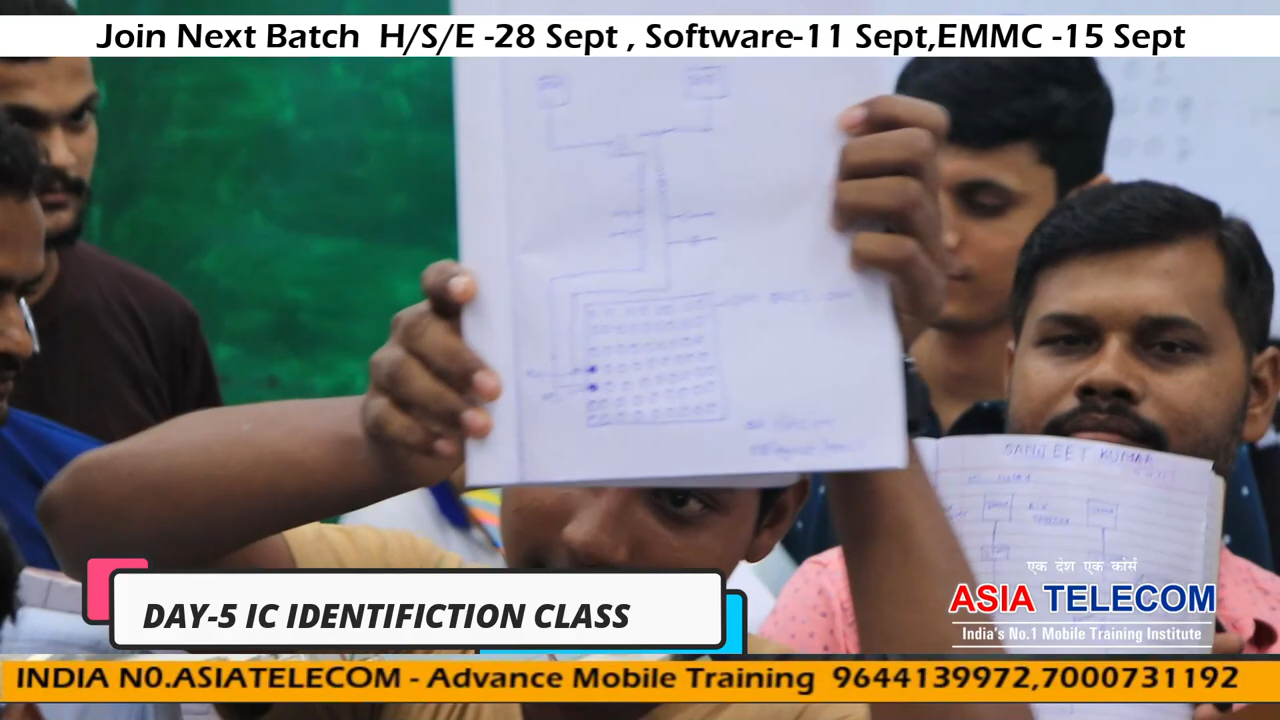 Join Next Batch  H/S/E -28 Sept , Software-11 Sept,EMMC -15 Sept
SANJEET KUMAR
एक देश एक कोर्स
ASIA TELECOM
India's No.1 Mobile Training Institute
DAY-5 IC IDENTIFICTION CLASS
INDIA N0.ASIATELECOM - Advance Mobile Training  9644139972,7000731192